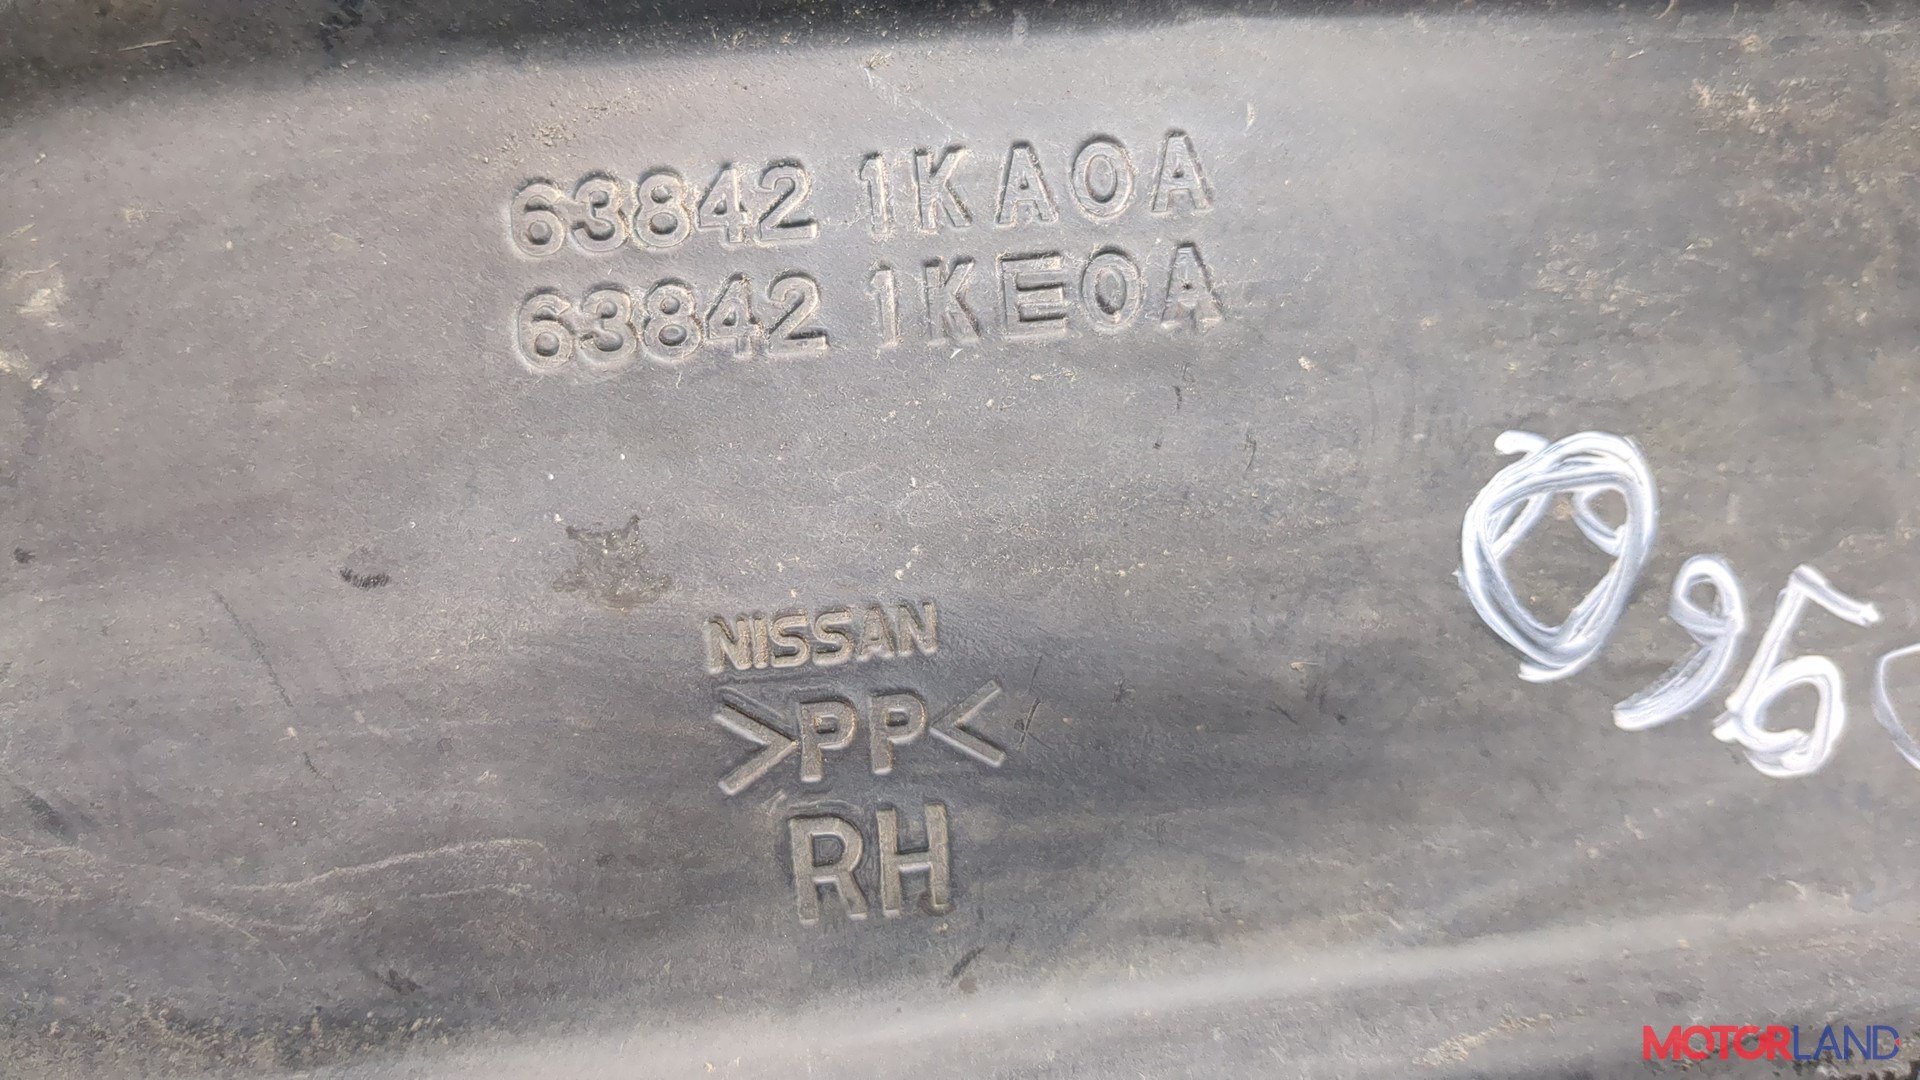 63842 1KA0A
63842 1KE0A
NISSAN
>PP<
RH
MOTORLAND